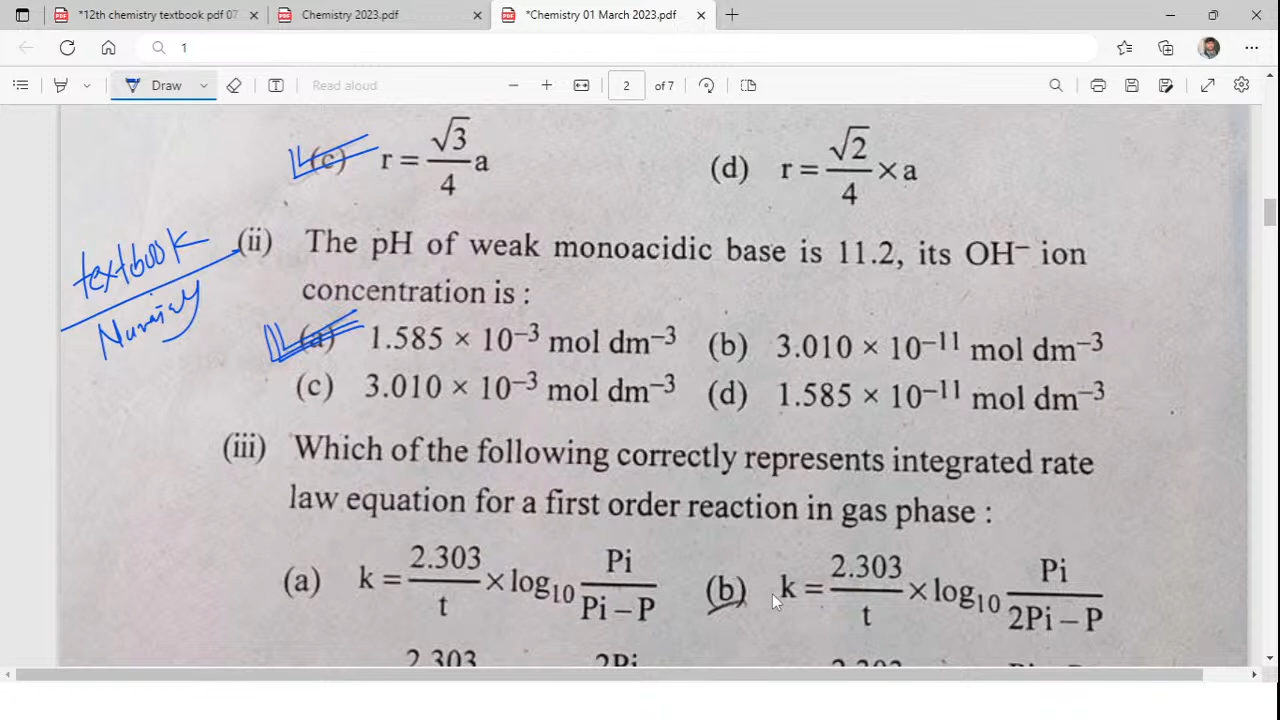 *12th chemistry textbook pdf 07
Chemistry 2023.pdf
*Chemistry 01 March 2023.pdf
1
Draw
Read aloud
2 of 7
(c) r = √3/4 a
(d) r = √2/4 × a
textbook
(ii) The pH of weak monoacidic base is 11.2, its OH⁻ ion
concentration is :
(a) 1.585 × 10⁻³ mol dm⁻³ (b) 3.010 × 10⁻¹¹ mol dm⁻³
(c) 3.010 × 10⁻³ mol dm⁻³ (d) 1.585 × 10⁻¹¹ mol dm⁻³
(iii) Which of the following correctly represents integrated rate
law equation for a first order reaction in gas phase :
(a) k = 2.303/t × log₁₀ Pi/Pi – P (b) k = 2.303/t × log₁₀ Pi/2Pi – P
2.303 2Pi